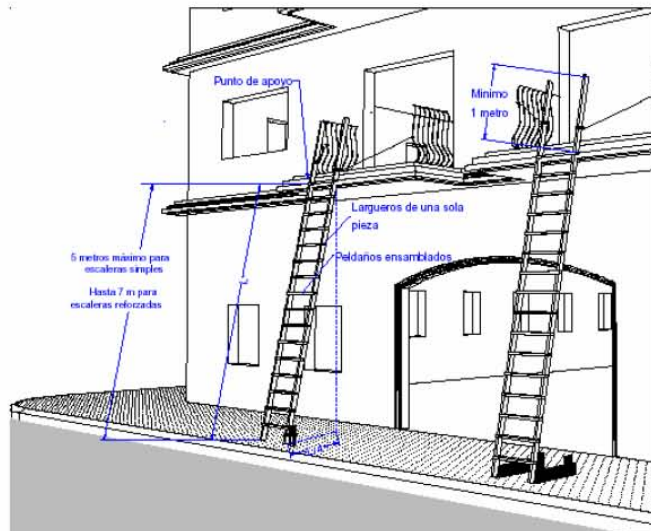 Punto de apoyo
Minimo
1 metro
Largueros de una sola
pieza
Peldaños ensamblados
5 metros máximo para
escaleras simples
Hasta 7 m para
escaleras reforzadas
L